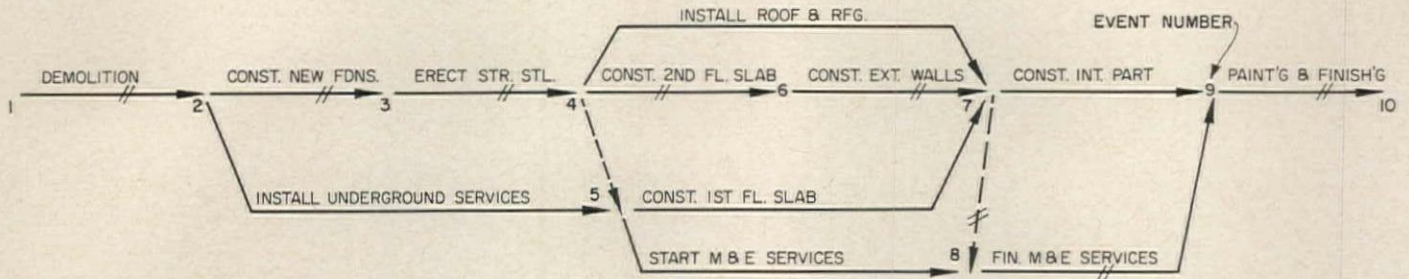 INSTALL ROOF & RFG.
EVENT NUMBER
DEMOLITION
CONST. NEW FDNS.
ERECT STR. STL.
CONST. 2ND FL. SLAB
CONST. EXT. WALLS
CONST. INT. PART
PAINT'G & FINISH'G
1
2
3
4
6
7
9
10
INSTALL UNDERGROUND SERVICES
5
CONST. 1ST FL. SLAB
START M & E SERVICES
8
FIN. M & E SERVICES